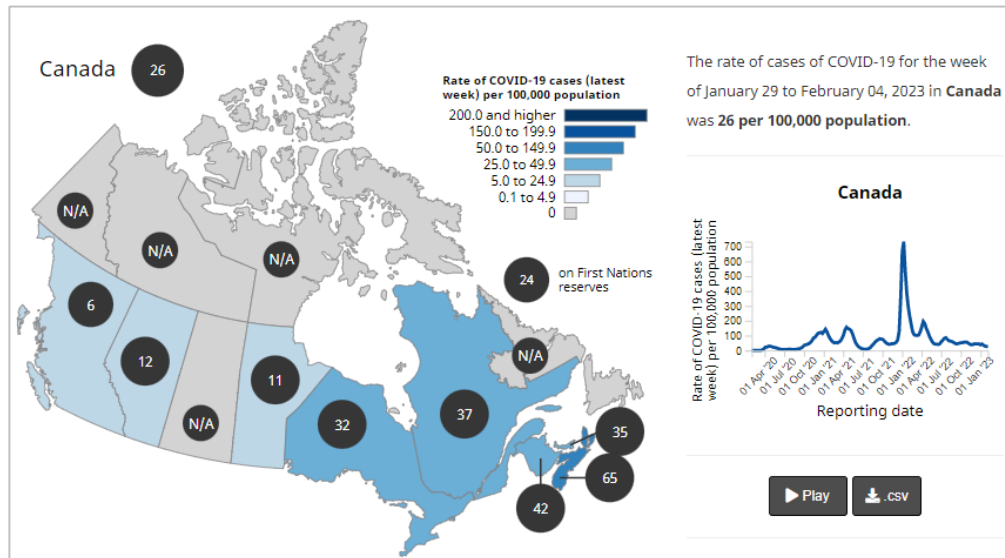 Canada
26
Rate of COVID-19 cases (latest
week) per 100,000 population
200.0 and higher
150.0 to 199.9
50.0 to 149.9
25.0 to 49.9
5.0 to 24.9
0.1 to 4.9
0
N/A
N/A
N/A
24
on First Nations
reserves
6
12
N/A
11
32
37
N/A
35
65
42
The rate of cases of COVID-19 for the week
of January 29 to February 04, 2023 in Canada
was 26 per 100,000 population.
Canada
Rate of COVID-19 cases (latest
week) per 100,000 population
700
600
500
400
300
200
100
0
01 Apr '20
01 Jul '20
01 Oct '20
01 Jan '21
01 Apr '21
01 Jul '21
01 Oct '21
01 Jan '22
01 Apr '22
01 Jul '22
01 Oct '22
01 Jan '23
Reporting date
Play
.csv